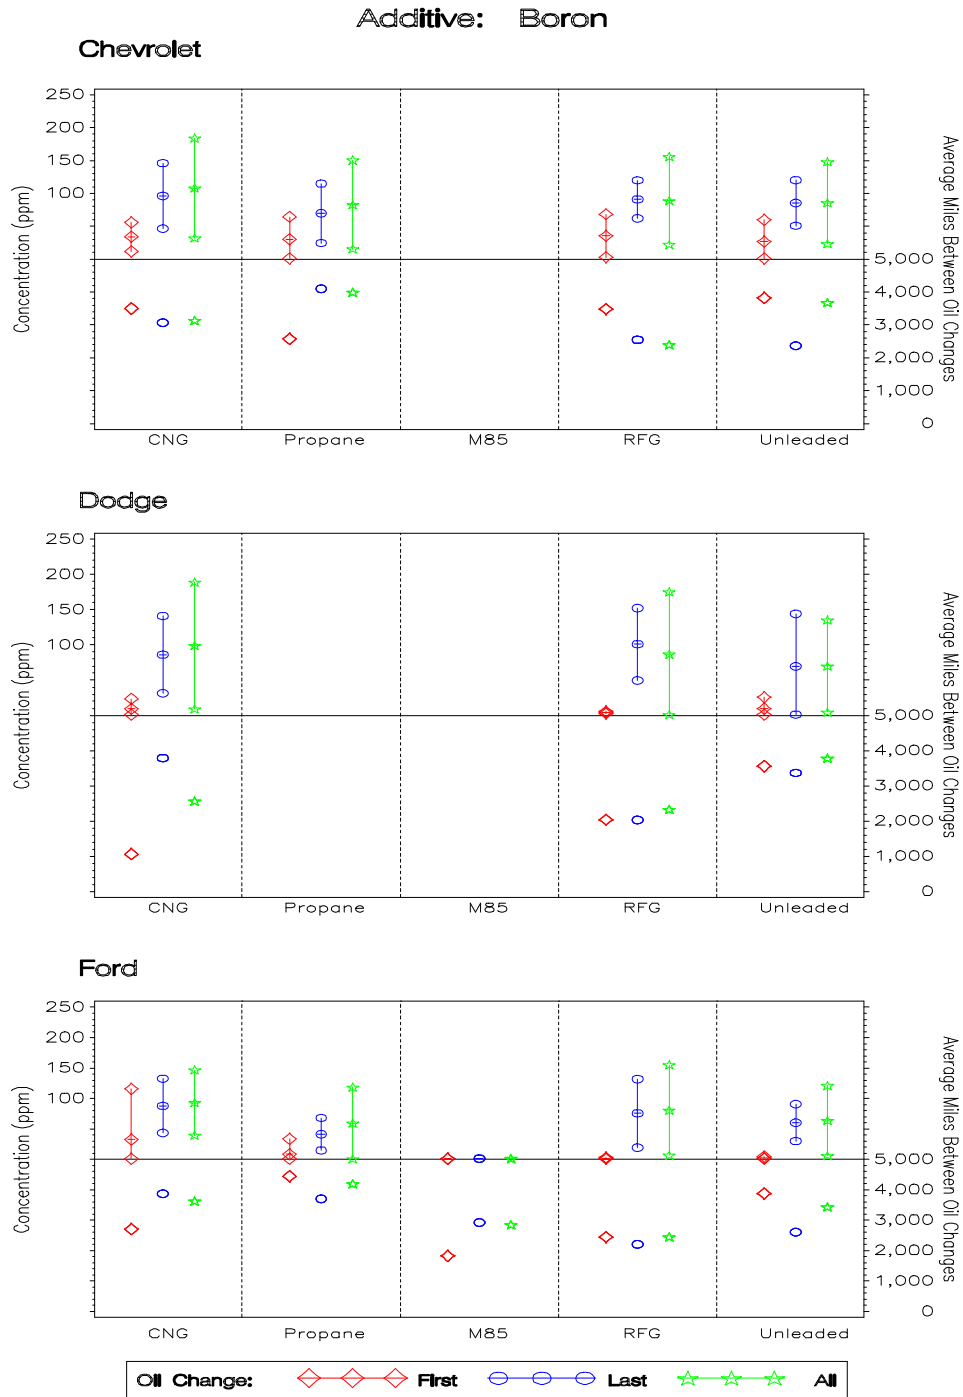 Additive: Boron
Chevrolet
Concentration (ppm)
250
200
150
100
5,000
4,000
3,000
2,000
1,000
0
Average Miles Between Oil Changes
CNG Propane M85 RFG Unleaded
Dodge
Concentration (ppm)
250
200
150
100
5,000
4,000
3,000
2,000
1,000
0
Average Miles Between Oil Changes
CNG Propane M85 RFG Unleaded
Ford
Concentration (ppm)
250
200
150
100
5,000
4,000
3,000
2,000
1,000
0
Average Miles Between Oil Changes
CNG Propane M85 RFG Unleaded
Oil Change: First Last All